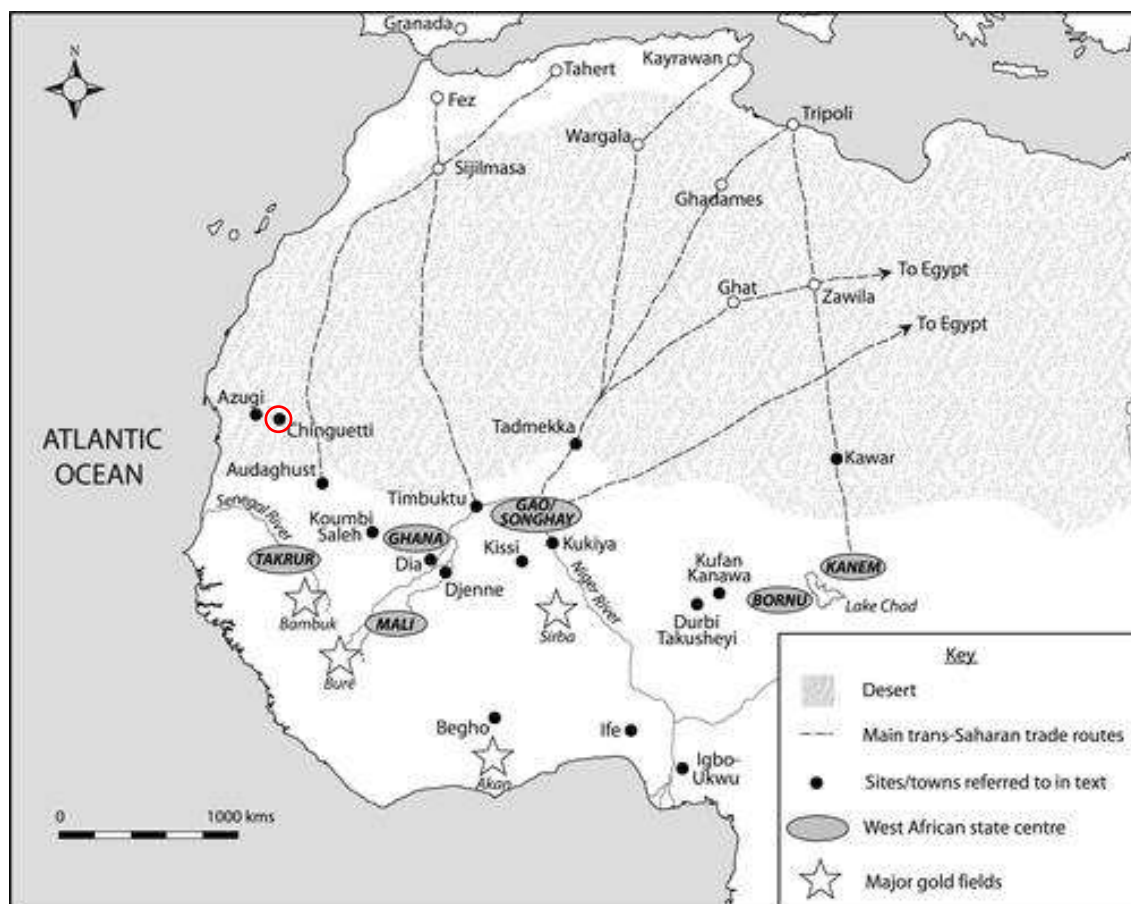 Granada
N
Tahert
Kayrawan
Fez
Tripoli
Wargala
Sijilmasa
Ghadames
To Egypt
Ghat
Zawila
To Egypt
Azugi
Chinguetti
ATLANTIC
OCEAN
Tadmekka
Audaghust
Kawar
Senegal River
Timbuktu
GAO/
SONGHAY
Koumbi
Saleh
GHANA
Kissi
Kukiya
TAKRUR
Dia
Djenne
Kufan
Kanawa
KANEM
Niger River
BORNU
Lake Chad
Bambuk
MALI
Sirba
Durbi
Takusheyi
Buré
Key
Desert
Begho
Ife
Main trans-Saharan trade routes
Akan
Igbo-
Ukwu
Sites/towns referred to in text
0 1000 kms
West African state centre
Major gold fields